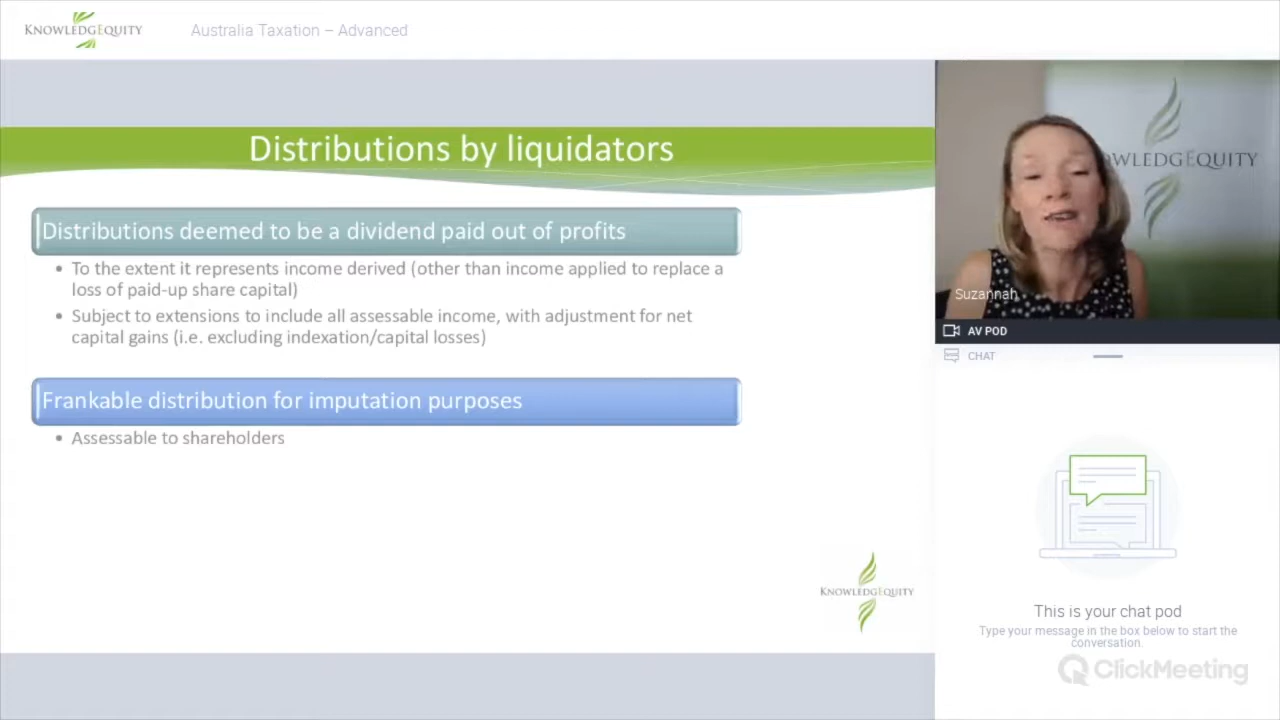 KNOWLEDGEQUITY
Australia Taxation – Advanced
Distributions by liquidators
Distributions deemed to be a dividend paid out of profits
• To the extent it represents income derived (other than income applied to replace a
loss of paid-up share capital)
• Subject to extensions to include all assessable income, with adjustment for net
capital gains (i.e. excluding indexation/capital losses)
Frankable distribution for imputation purposes
• Assessable to shareholders
KNOWLEDGEQUITY
OWLEDGEQUITY
Suzannah
AV POD
CHAT
This is your chat pod
Type your message in the box below to start the
conversation.
ClickMeeting